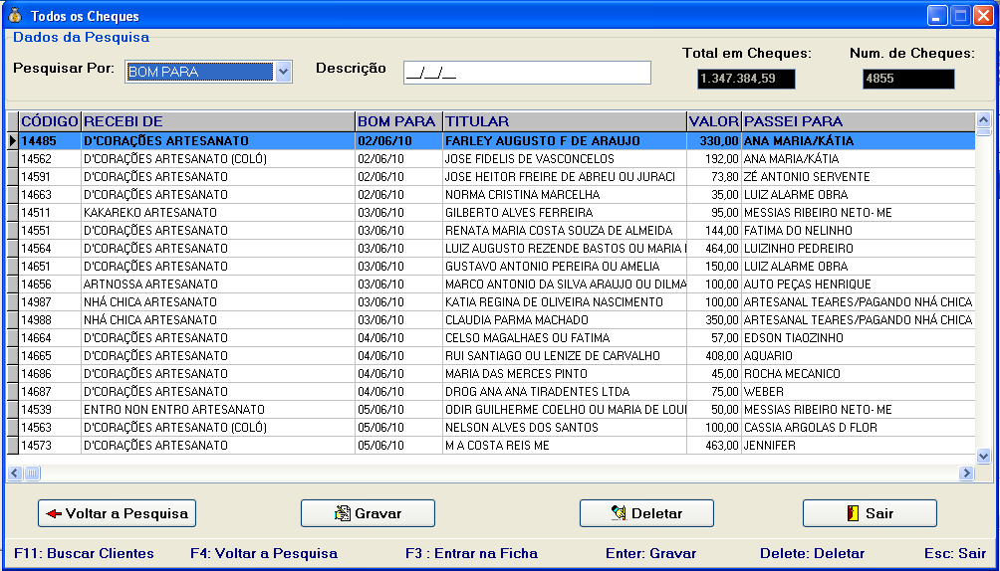 Todos os Cheques
Dados da Pesquisa
Pesquisar Por: BOM PARA Descrição __/__/__ Total em Cheques: 1.347.384,59 Num. de Cheques: 4855
CÓDIGO RECEBI DE BOM PARA TITULAR VALOR PASSEI PARA
14485 D'CORAÇÕES ARTESANATO 02/06/10 FARLEY AUGUSTO F DE ARAUJO 330,00 ANA MARIA/KÁTIA
14562 D'CORAÇÕES ARTESANATO (COLÓ) 02/06/10 JOSE FIDELIS DE VASCONCELOS 192,00 ANA MARIA/KÁTIA
14591 D'CORAÇÕES ARTESANATO 02/06/10 JOSE HEITOR FREIRE DE ABREU OU JURACI 73,80 ZÉ ANTONIO SERVENTE
14663 D'CORAÇÕES ARTESANATO 02/06/10 NORMA CRISTINA MARCELHA 35,00 LUIZ ALARME OBRA
14511 KAKAREKO ARTESANATO 03/06/10 GILBERTO ALVES FERREIRA 95,00 MESSIAS RIBEIRO NETO- ME
14551 D'CORAÇÕES ARTESANATO 03/06/10 RENATA MARIA COSTA SOUZA DE ALMEIDA 144,00 FATIMA DO NELINHO
14564 D'CORAÇÕES ARTESANATO 03/06/10 LUIZ AUGUSTO REZENDE BASTOS OU MARIA 464,00 LUIZINHO PEDREIRO
14651 D'CORAÇÕES ARTESANATO 03/06/10 GUSTAVO ANTONIO PEREIRA OU AMELIA 150,00 LUIZ ALARME OBRA
14656 ARTNOSSA ARTESANATO 03/06/10 MARCO ANTONIO DA SILVA ARAUJO OU DILMA 100,00 AUTO PEÇAS HENRIQUE
14987 NHÁ CHICA ARTESANATO 03/06/10 KATIA REGINA DE OLIVEIRA NASCIMENTO 100,00 ARTESANAL TEARES/PAGANDO NHÁ CHICA
14988 NHÁ CHICA ARTESANATO 03/06/10 CLAUDIA PARMA MACHADO 350,00 ARTESANAL TEARES/PAGANDO NHÁ CHICA
14664 D'CORAÇÕES ARTESANATO 04/06/10 CELSO MAGALHAES OU FATIMA 57,00 EDSON TIAOZINHO
14665 D'CORAÇÕES ARTESANATO 04/06/10 RUI SANTIAGO OU LENIZE DE CARVALHO 408,00 AQUARIO
14686 D'CORAÇÕES ARTESANATO 04/06/10 MARIA DAS MERCES PINTO 45,00 ROCHA MECANICO
14687 D'CORAÇÕES ARTESANATO 04/06/10 DROG ANA ANA TIRADENTES LTDA 75,00 WEBER
14539 ENTRO NON ENTRO ARTESANATO 05/06/10 ODIR GUILHERME COELHO OU MARIA DE LOU 50,00 MESSIAS RIBEIRO NETO- ME
14563 D'CORAÇÕES ARTESANATO (COLÓ) 05/06/10 NELSON ALVES DOS SANTOS 100,00 CASSIA ARGOLAS D FLOR
14573 D'CORAÇÕES ARTESANATO 05/06/10 M A COSTA REIS ME 463,00 JENNIFER
Voltar a Pesquisa Gravar Deletar Sair
F11: Buscar Clientes F4: Voltar a Pesquisa F3 : Entrar na Ficha Enter: Gravar Delete: Deletar Esc: Sair